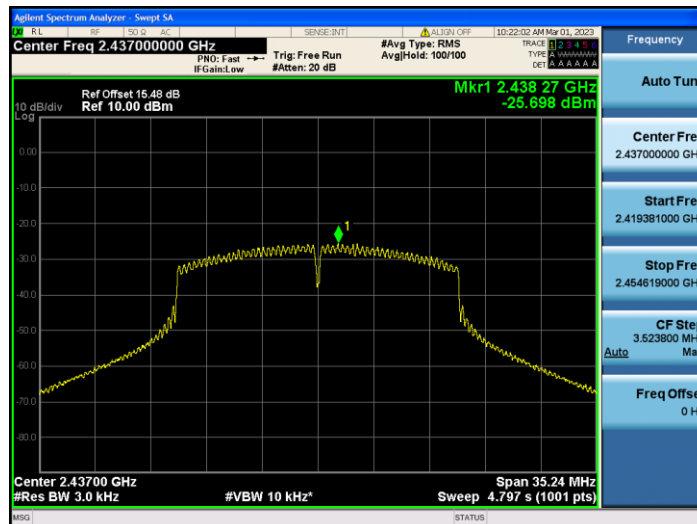 Agilent Spectrum Analyzer - Swept SA
RL RF 50 Ω AC SENSE:INT ALIGN OFF 10:22:02 AM Mar 01, 2023
Center Freq 2.437000000 GHz
PNO: Fast
IFGain:Low
Trig: Free Run
#Atten: 20 dB
#Avg Type: RMS
Avg|Hold: 100/100
TRACE 1 2 3 4 5 6
TYPE A
DET A A A A A A
Ref Offset 15.48 dB
Ref 10.00 dBm
10 dB/div
Log
Mkr1 2.438 27 GHz
-25.698 dBm
0.00
-10.0
-20.0
-30.0
-40.0
-50.0
-60.0
-70.0
-80.0
1
Center 2.43700 GHz
#Res BW 3.0 kHz
#VBW 10 kHz*
Span 35.24 MHz
Sweep 4.797 s (1001 pts)
MSG STATUS
Frequency
Auto Tun
Center Fre
2.437000000 GH
Start Fre
2.419381000 GH
Stop Fre
2.454619000 GH
CF Ste
3.523800 MH
Auto Ma
Freq Offse
0 H